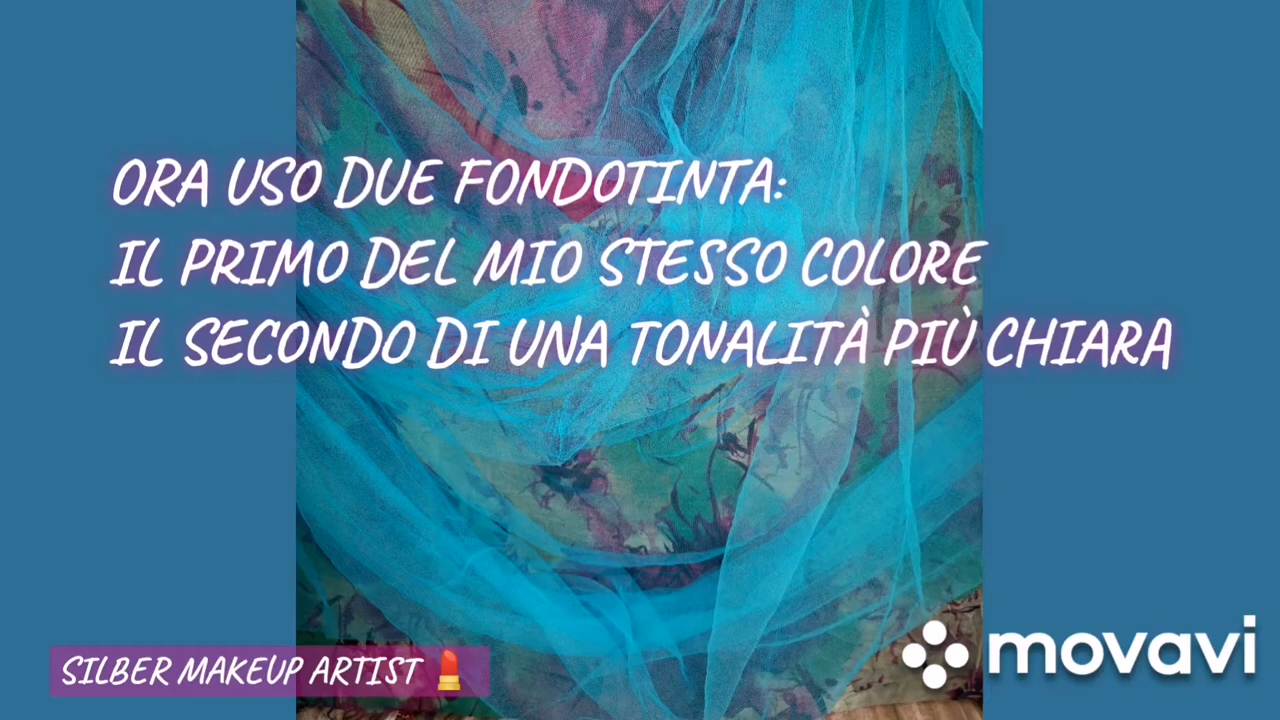 ORA USO DUE FONDOTINTA:
IL PRIMO DEL MIO STESSO COLORE
IL SECONDO DI UNA TONALITÀ PIÙ CHIARA
SILBER MAKEUP ARTIST 💄
movavi